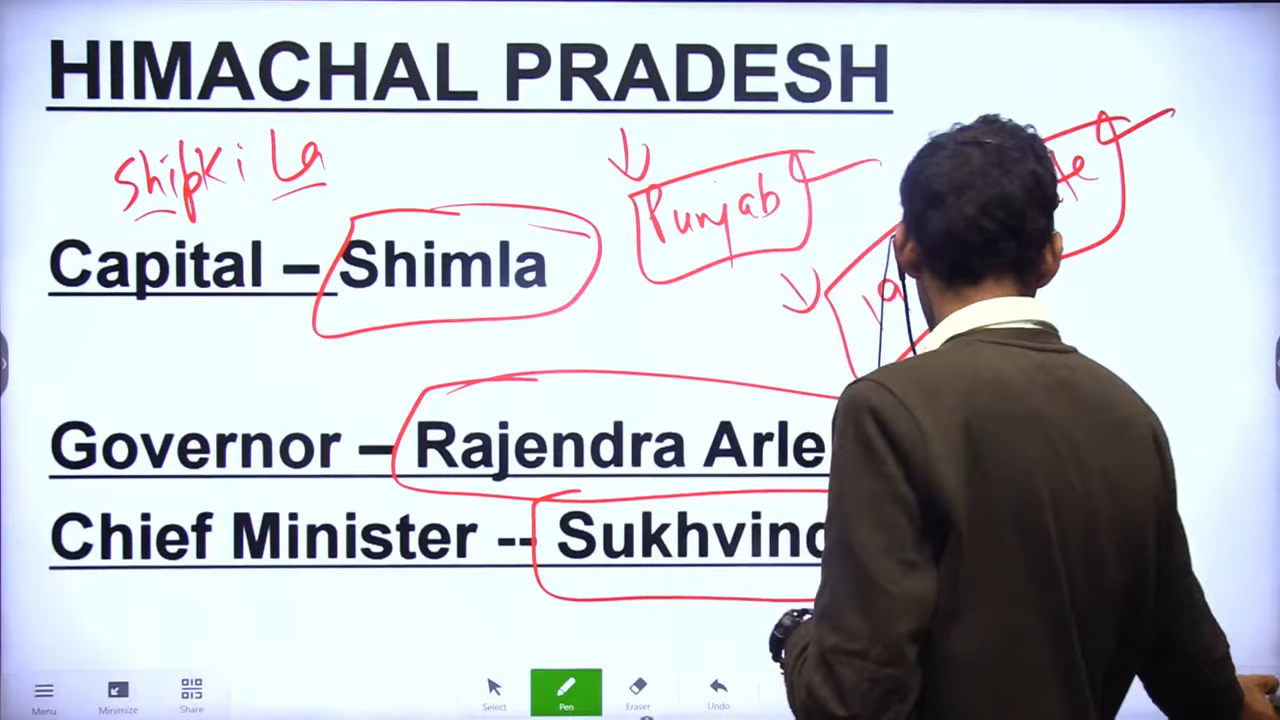 HIMACHAL PRADESH
Shipki La
Punjab
Capital – Shimla
Governor – Rajendra Arle
Chief Minister -- Sukhvind
Menu
Minimize
Share
Select
Pen
Eraser
Undo